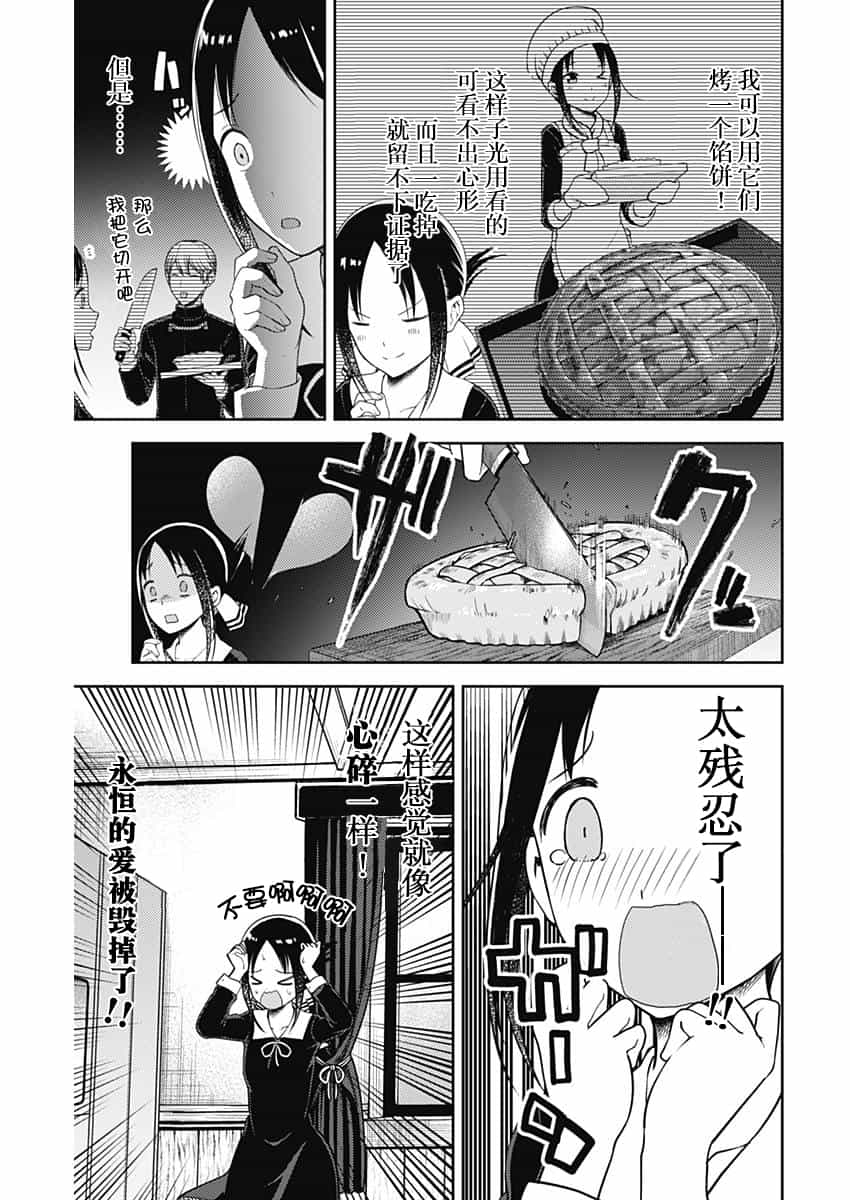 我可以用它们
烤一个馅饼！
这样子光用看的
可看不出心形
而且一吃掉
就留不下证据了
但是……
那么
我把它切开吧
グ
サ
太残忍了——!!
这样感觉就像
心碎一样！
不要啊啊啊啊
永恒的爱被毁掉了!!